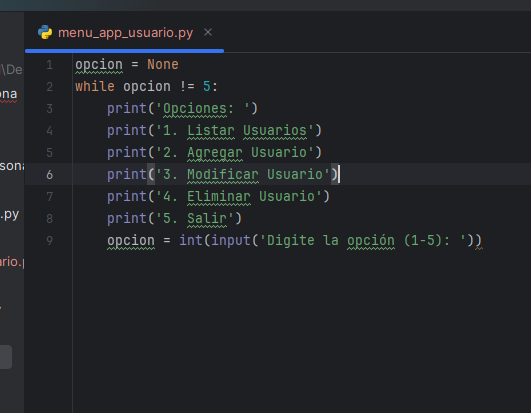 menu_app_usuario.py ×
\De
ona
sona
.py
ario.p
1 opcion = None
2 while opcion != 5:
3 print('Opciones: ')
4 print('1. Listar Usuarios')
5 print('2. Agregar Usuario')
6 print('3. Modificar Usuario')
7 print('4. Eliminar Usuario')
8 print('5. Salir')
9 opcion = int(input('Digite la opción (1-5): '))